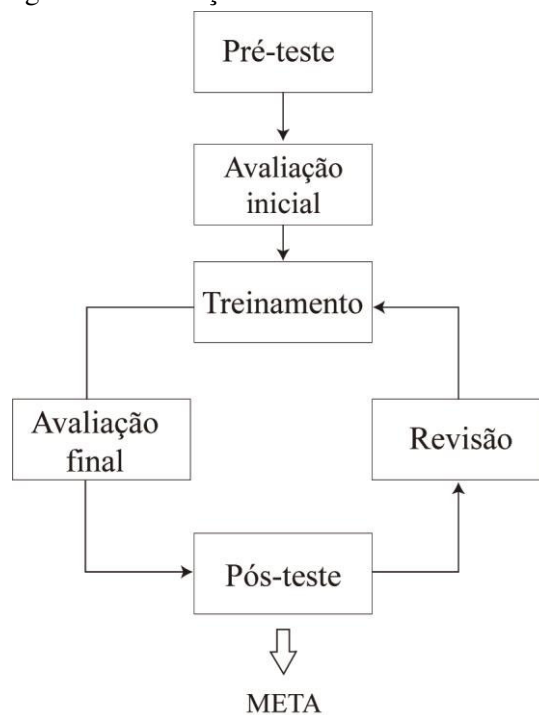 Pré-teste
Avaliação
inicial
Treinamento
Avaliação
final
Revisão
Pós-teste
META